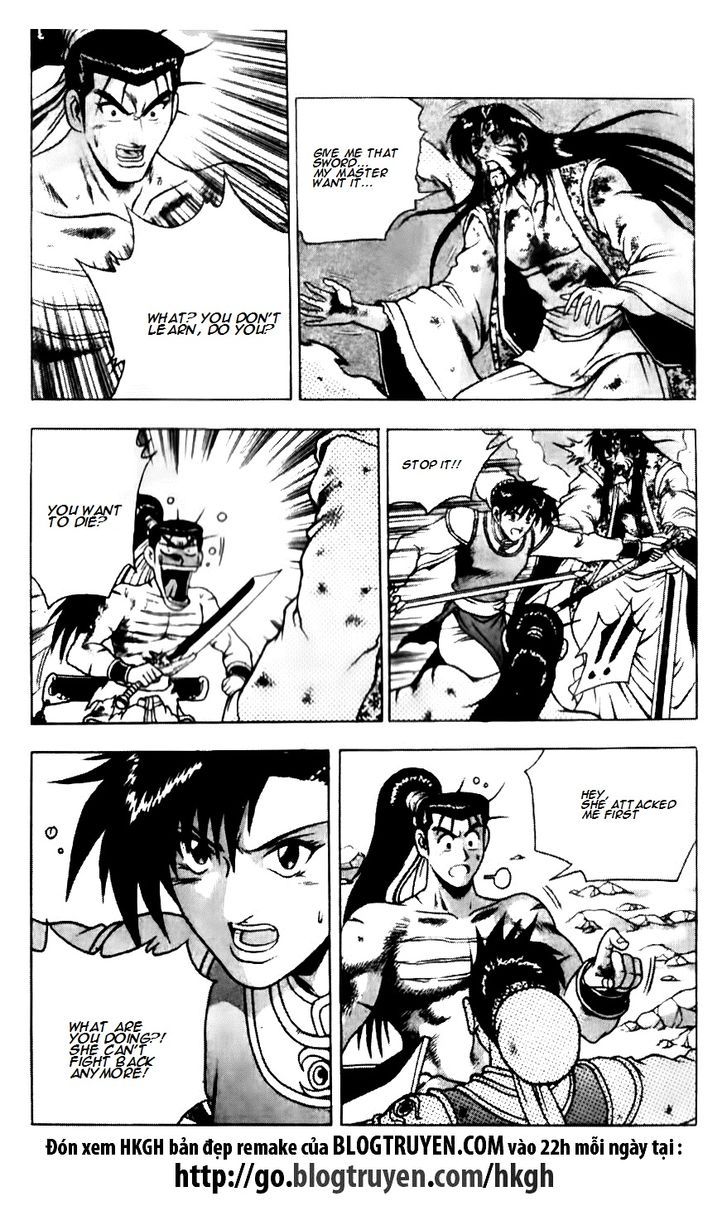 WHAT? YOU DON'T
LEARN, DO YOU?
GIVE ME THAT
SWORD...
MY MASTER
WANT IT...
YOU WANT
TO DIE?
STOP IT!!
!!
WHAT ARE
YOU DOING?!
SHE CAN'T
FIGHT BACK
ANYMORE!
HEY,
SHE ATTACKED
ME FIRST
Đón xem HKGH bản đẹp remake của BLOGTRUYEN.COM vào 22h mỗi ngày tại :
http://go.blogtruyen.com/hkgh